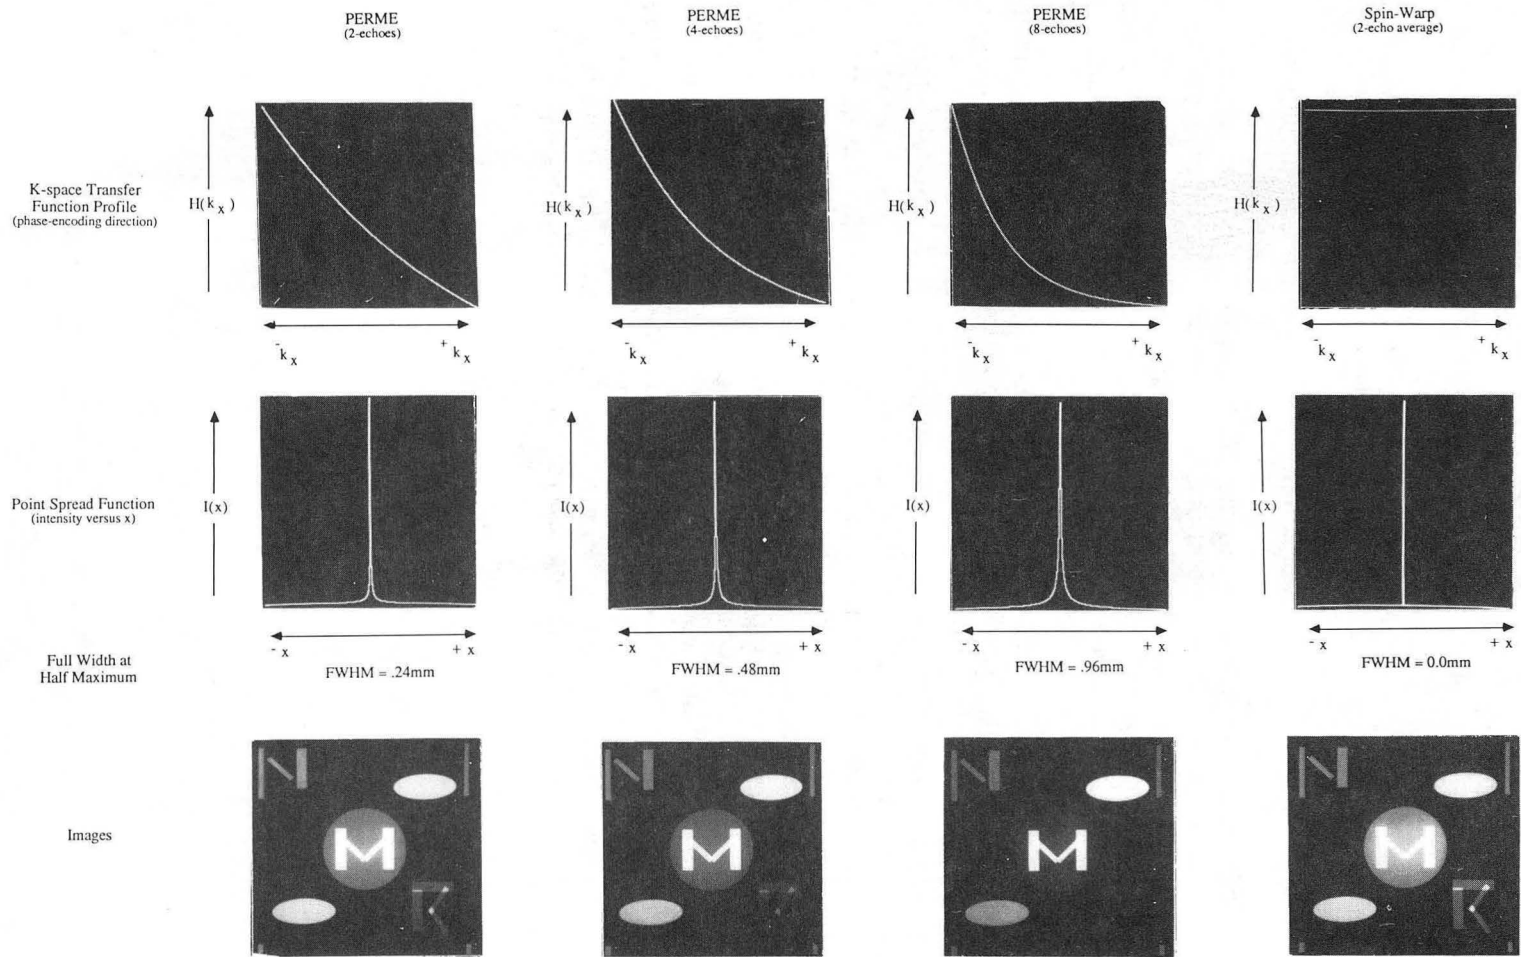 PERME
(2-echoes)
PERME
(4-echoes)
PERME
(8-echoes)
Spin-Warp
(2-echo average)
K-space Transfer
Function Profile
(phase-encoding direction)
H(k x)
H(k x)
H(k x)
H(k x)
- k x
+ k x
- k x
+ k x
- k x
+ k x
- k x
+ k x
Point Spread Function
(intensity versus x)
I(x)
I(x)
I(x)
I(x)
- x
+ x
- x
+ x
- x
+ x
- x
+ x
Full Width at
Half Maximum
FWHM = .24mm
FWHM = .48mm
FWHM = .96mm
FWHM = 0.0mm
Images
N
N
N
N
M
M
M
M
K
K
K